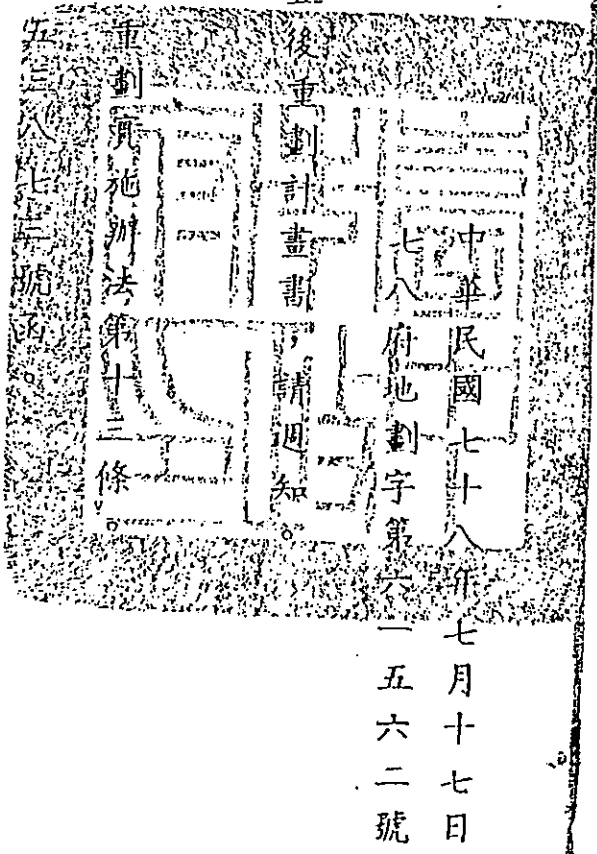 中華民國七十八年七月十七日
七八府地劃字第六一五六二號
後重劃計畫書,請週知。
重劃實施辦法第十三條。
五三八七二號函。